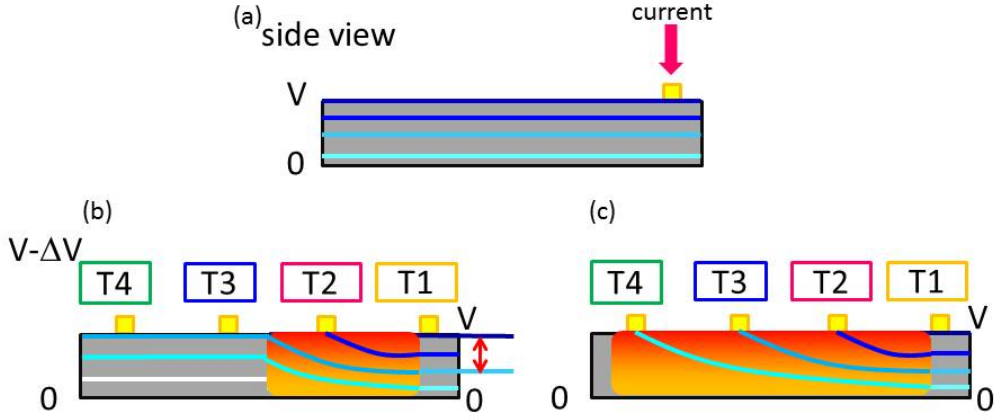 (a)
side view
current
V
0
(b)
V-ΔV
T4 T3 T2 T1
V
0
0
(c)
T4 T3 T2 T1
V
0
0